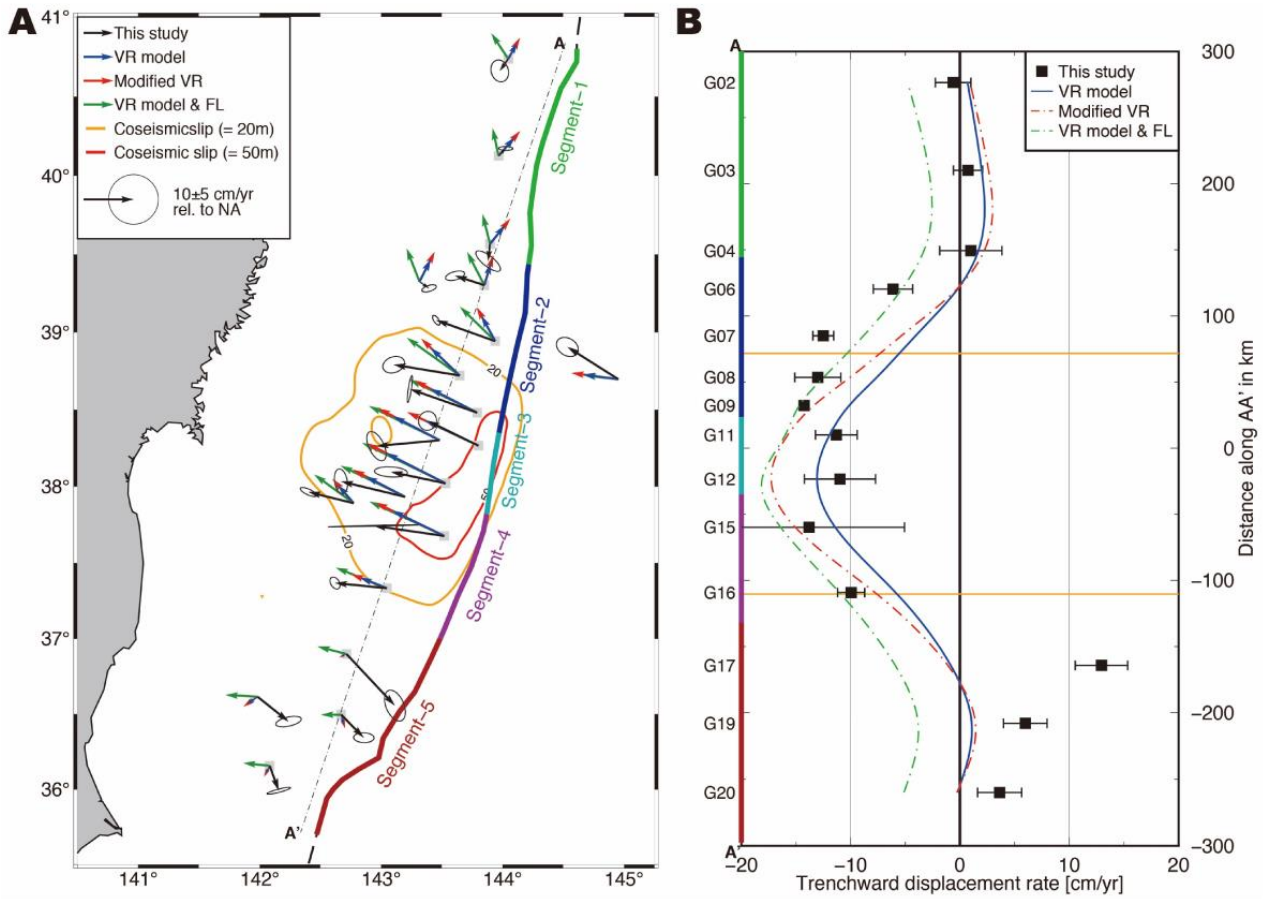 A
41°
40°
39°
38°
37°
36°
141°
142°
143°
144°
145°
This study
VR model
Modified VR
VR model & FL
Coseismicslip (= 20m)
Coseismic slip (= 50m)
10±5 cm/yr
rel. to NA
A
A'
Segment-1
Segment-2
Segment-3
Segment-4
Segment-5
20
50
20
B
A
G02
G03
G04
G06
G07
G08
G09
G11
G12
G15
G16
G17
G19
G20
A'
This study
VR model
Modified VR
VR model & FL
300
200
100
0
−100
−200
−300
Distance along AA' in km
−20
−10
0
10
20
Trenchward displacement rate [cm/yr]